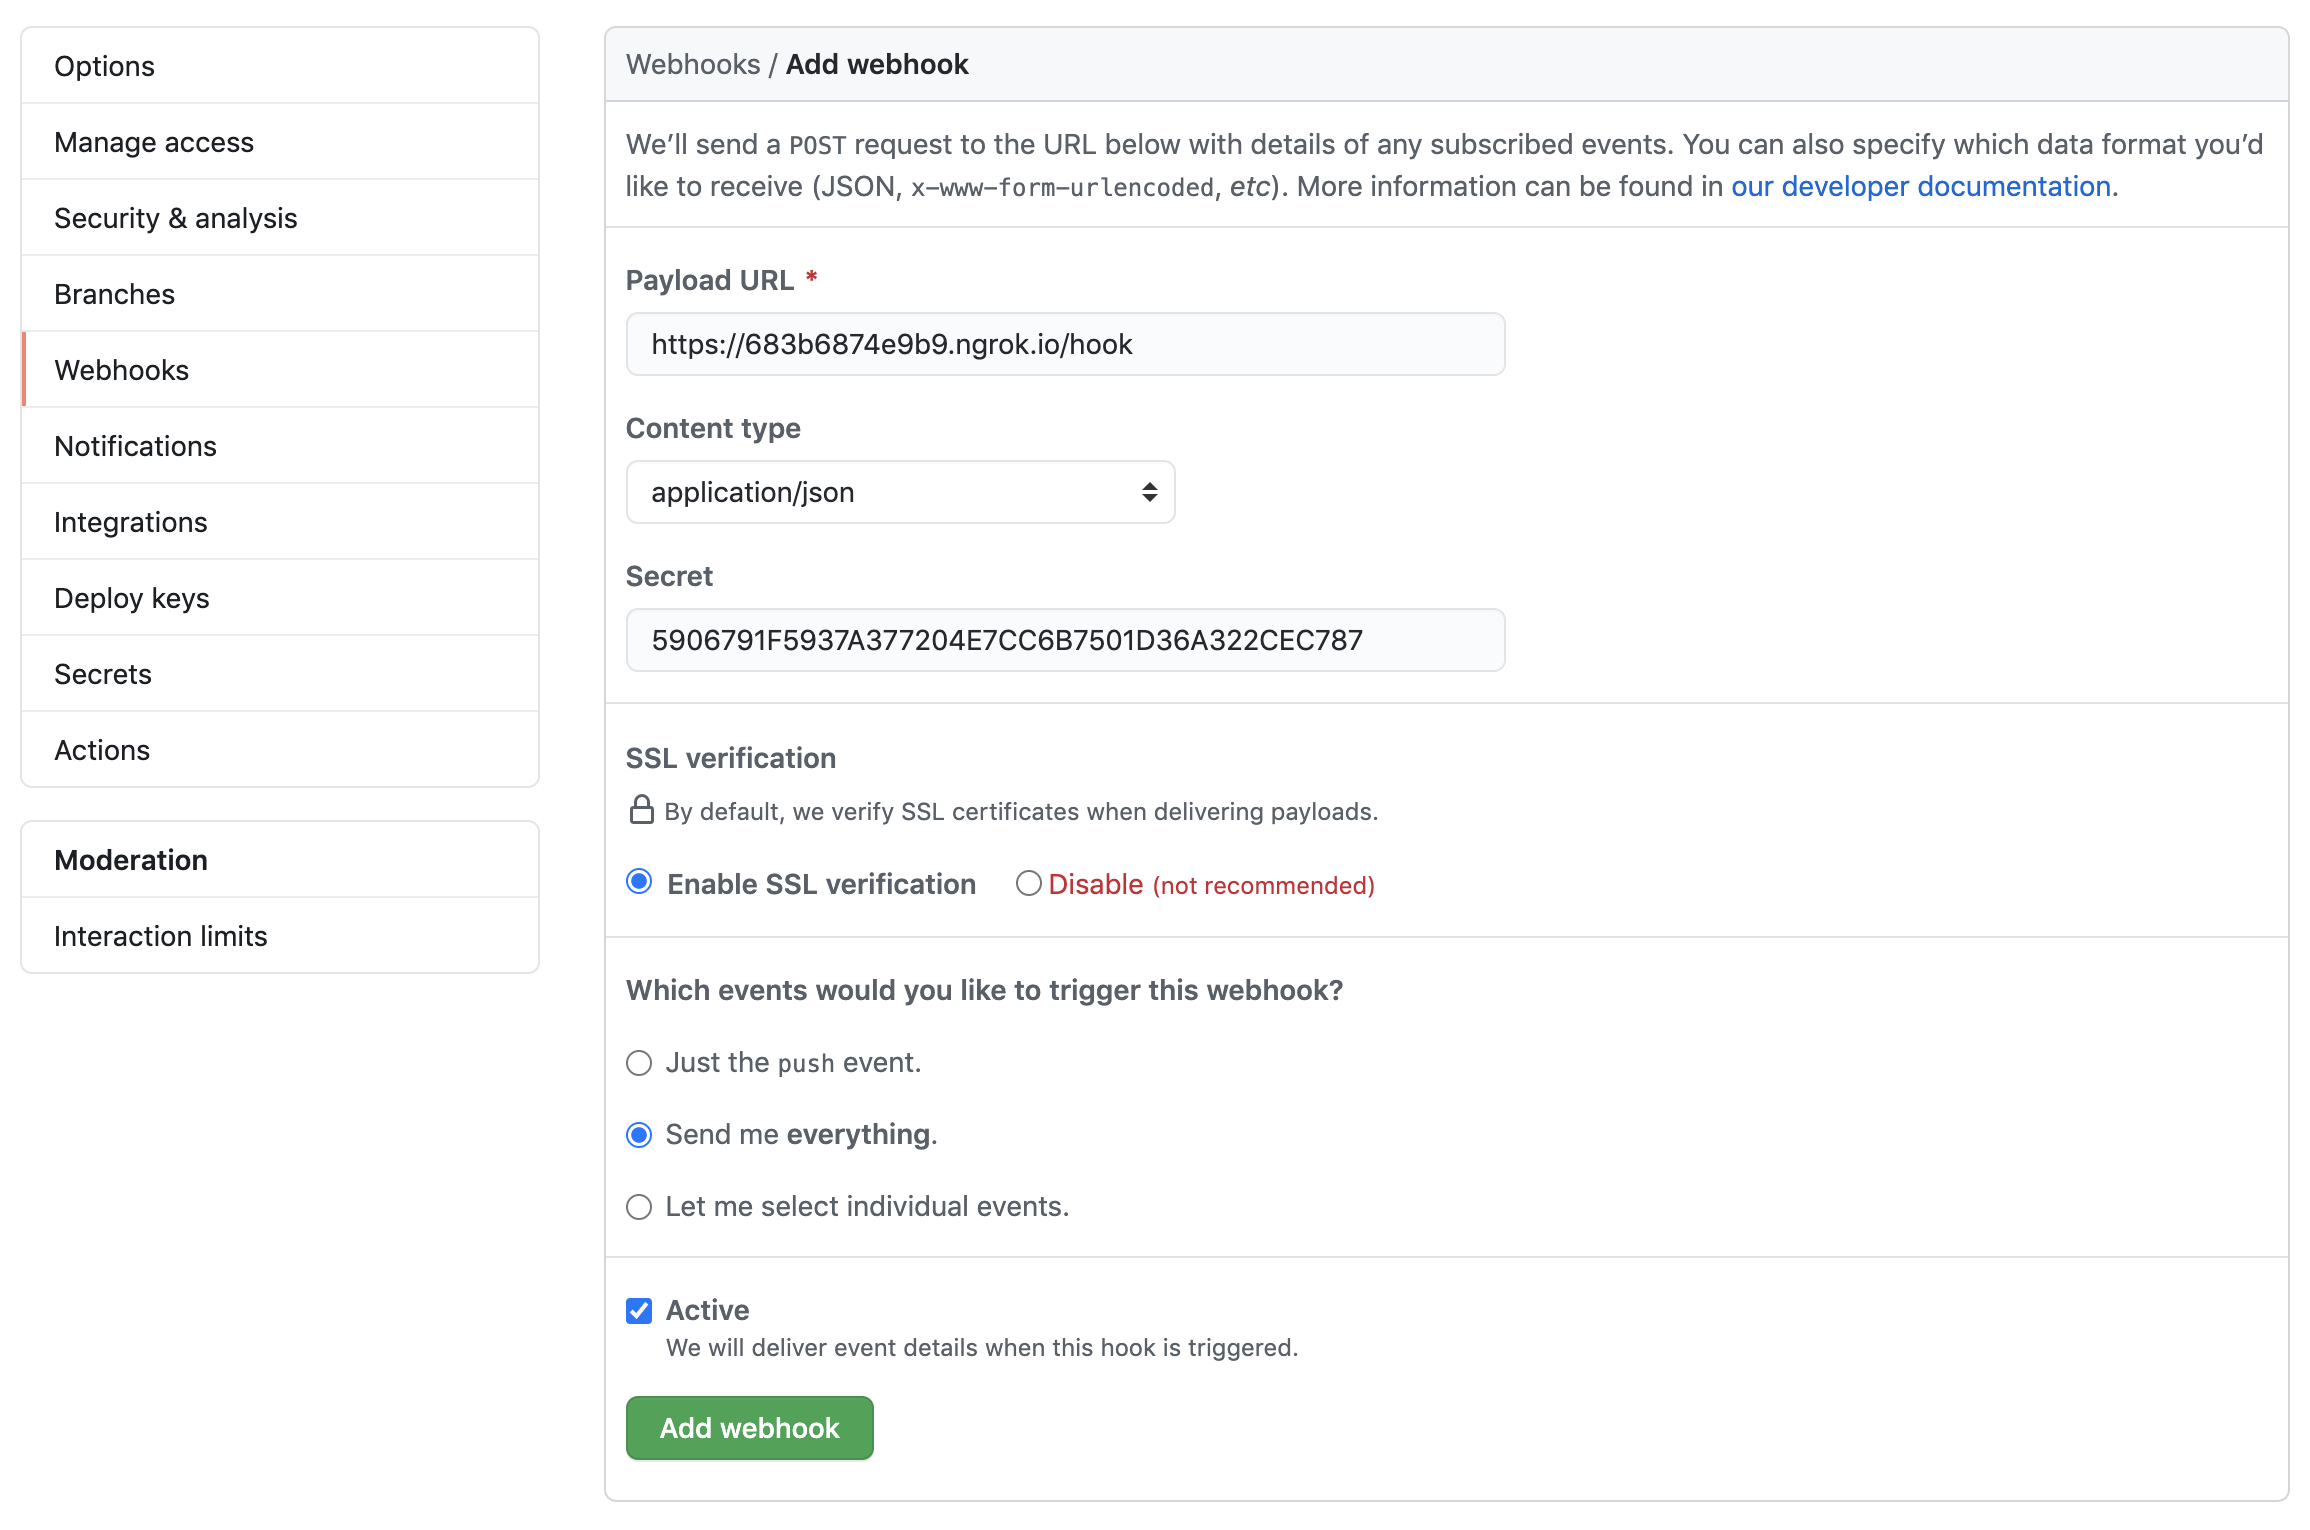 Options
Manage access
Security & analysis
Branches
Webhooks
Notifications
Integrations
Deploy keys
Secrets
Actions
Moderation
Interaction limits
Webhooks / Add webhook
We’ll send a POST request to the URL below with details of any subscribed events. You can also specify which data format you’d
like to receive (JSON, x-www-form-urlencoded, etc). More information can be found in our developer documentation.
Payload URL *
https://683b6874e9b9.ngrok.io/hook
Content type
application/json
Secret
5906791F5937A377204E7CC6B7501D36A322CEC787
SSL verification
By default, we verify SSL certificates when delivering payloads.
Enable SSL verification Disable (not recommended)
Which events would you like to trigger this webhook?
Just the push event.
Send me everything.
Let me select individual events.
Active
We will deliver event details when this hook is triggered.
Add webhook